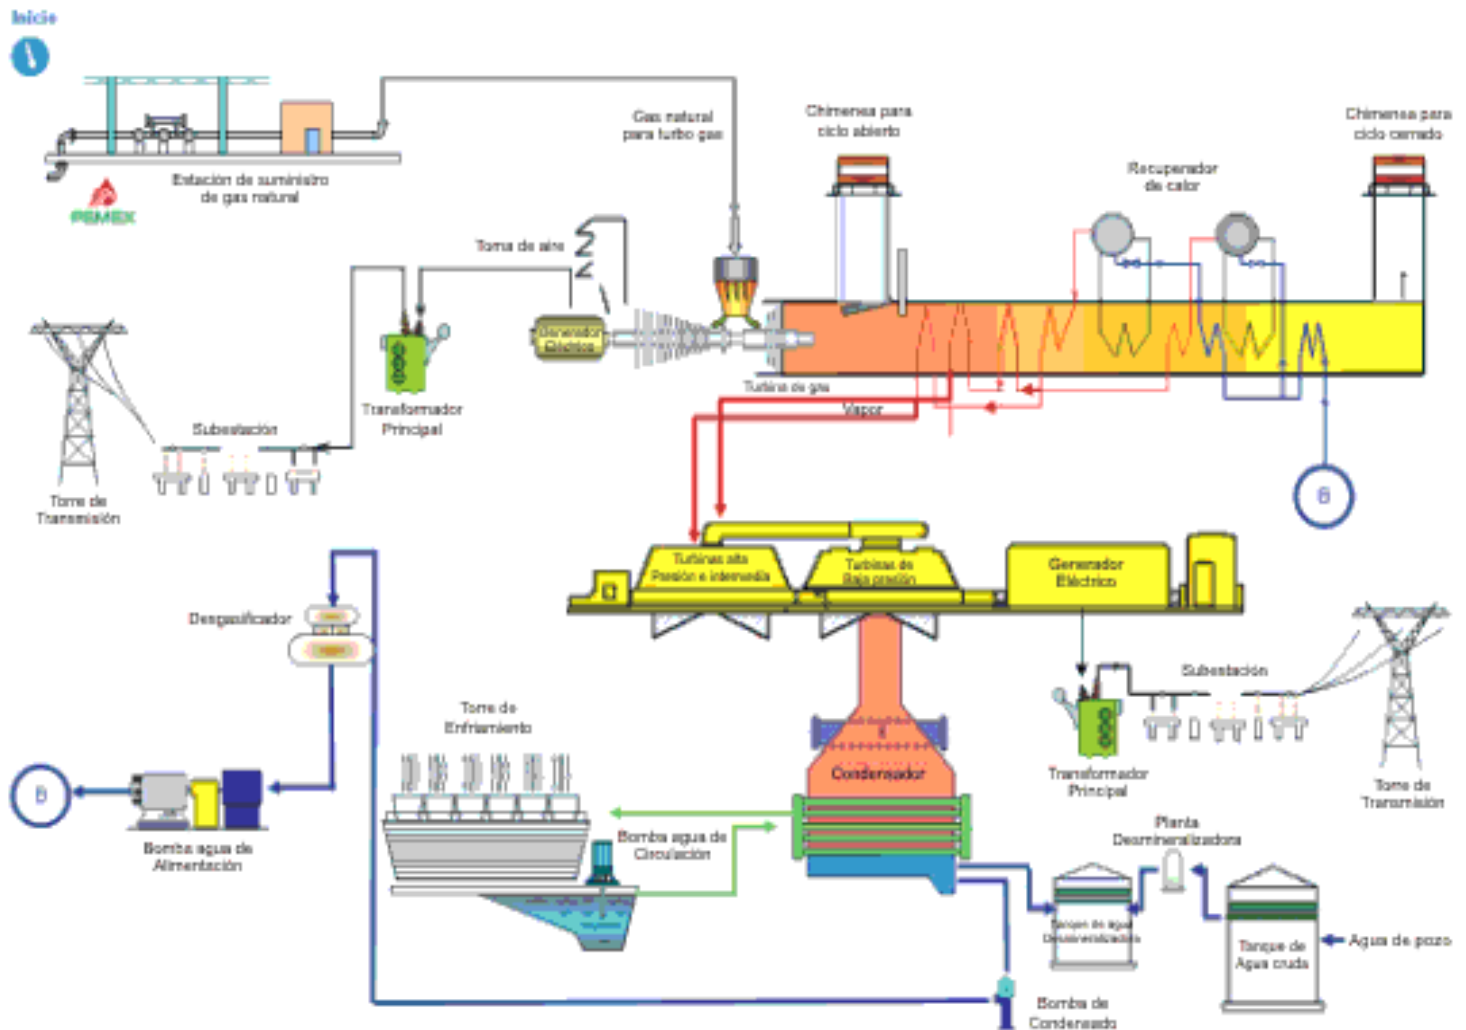 Inicio
Estación de suministro
de gas natural
PEMEX
Gas natural
para turbo gas
Chimenea para
ciclo abierto
Recuperador
de calor
Chimenea para
ciclo cerrado
Toma de aire
Generador
Eléctrico
Turbina de gas
Vapor
Transformador
Principal
Subestación
Torre de
Transmisión
Turbinas alta
Presión e intermedia
Turbinas de
Baja presión
Generador
Eléctrico
Desgasificador
Torre de
Enfriamiento
Condensador
Subestación
Transformador
Principal
Torre de
Transmisión
Bomba agua de
Alimentación
Bomba agua de
Circulación
Planta
Desmineralizadora
Tanque de agua
Desmineralizada
Tanque de
Agua cruda
Agua de pozo
Bomba de
Condensado